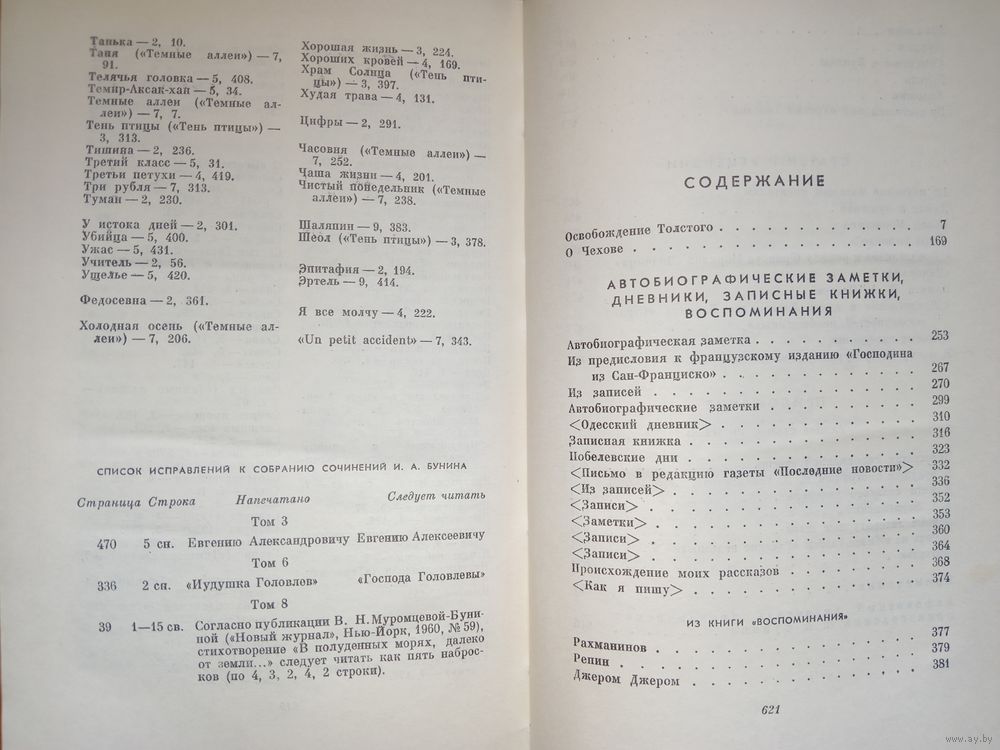 Танька — 2, 10.
Таня («Темные аллеи») — 7,
91.
Телячья головка — 5, 408.
Темир-Аксак-хан — 5, 34.
Темные аллеи («Темные ал-
леи») — 7, 7.
Тень птицы («Тень птицы») —
3, 313.
Тишина — 2, 236.
Третий класс — 5, 31.
Третьи петухи — 4, 419.
Три рубля — 7, 313.
Туман — 2, 230.
У истока дней — 2, 301.
Убийца — 5, 400.
Ужас — 5, 431.
Учитель — 2, 56.
Ущелье — 5, 420.
Федосевна — 2, 361.
Холодная осень («Темные ал-
леи») — 7, 206.
Хорошая жизнь — 3, 224.
Хороших кровей — 4, 169.
Храм Солнца («Тень пти-
цы») — 3, 397.
Худая трава — 4, 131.
Цифры — 2, 291.
Часовня («Темные аллеи») —
7, 252.
Чаша жизни — 4, 201.
Чистый понедельник («Темные
аллеи») — 7, 238.
Шаляпин — 9, 383.
Шеол («Тень птицы») — 3, 378.
Эпитафия — 2, 194.
Эртель — 9, 414.
Я все молчу — 4, 222.
«Un petit accident» — 7, 343.
СПИСОК ИСПРАВЛЕНИЙ К СОБРАНИЮ СОЧИНЕНИЙ И. А. БУНИНА
Страница Строка Напечатано Следует читать
Том 3
470 5 сн. Евгению Александровичу Евгению Алексеевичу
Том 6
336 2 сн. «Иудушка Головлев» «Господа Головлевы»
Том 8
39 1—15 св. Согласно публикации В. Н. Муромцевой-Буни-
ной («Новый журнал», Нью-Йорк, 1960, № 59),
стихотворение «В полуденных морях, далеко
от земли...» следует читать как пять наброс-
ков (по 4, 3, 2, 4, 2 строки).
СОДЕРЖАНИЕ
Освобождение Толстого . . . . . . . . . . . 7
О Чехове . . . . . . . . . . . . . . . 169
АВТОБИОГРАФИЧЕСКИЕ ЗАМЕТКИ,
ДНЕВНИКИ, ЗАПИСНЫЕ КНИЖКИ,
ВОСПОМИНАНИЯ
Автобиографическая заметка . . . . . . . . . . 253
Из предисловия к французскому изданию «Господина
из Сан-Франциско» . . . . . . . . . . . . 267
Из записей . . . . . . . . . . . . . . 270
Автобиографические заметки . . . . . . . . . . 299
<Одесский дневник> . . . . . . . . . . . . 310
Записная книжка . . . . . . . . . . . . . 316
Нобелевские дни . . . . . . . . . . . . . 323
<Письмо в редакцию газеты «Последние новости»> 332
<Из записей> . . . . . . . . . . . . . 336
<Записи> . . . . . . . . . . . . . . 352
<Заметки> . . . . . . . . . . . . . . 353
<Записи> . . . . . . . . . . . . . . 360
<Записи> . . . . . . . . . . . . . . 364
Происхождение моих рассказов . . . . . . . . . 368
<Как я пишу> . . . . . . . . . . . . . 374
ИЗ КНИГИ «ВОСПОМИНАНИЯ»
Рахманинов . . . . . . . . . . . . . . 377
Репин . . . . . . . . . . . . . . . . 379
Джером Джером . . . . . . . . . . . . . 381
621
www.ay.by